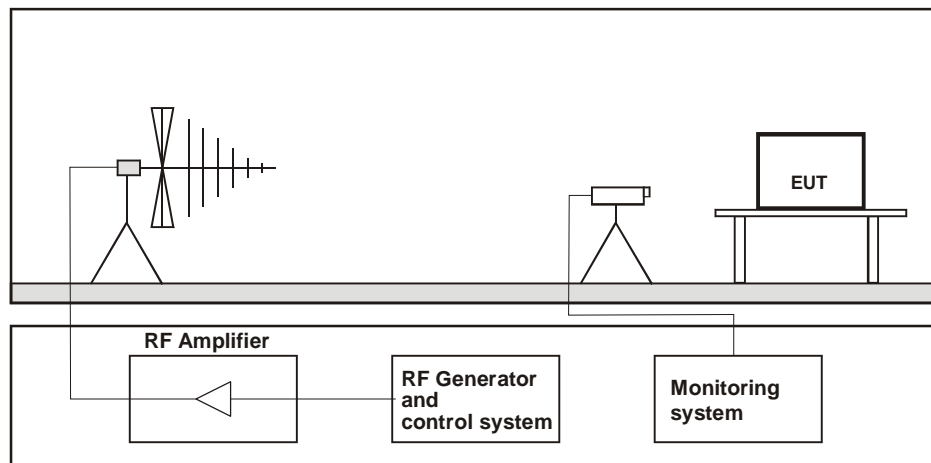 EUT
RF Amplifier
RF Generator
and
control system
Monitoring
system